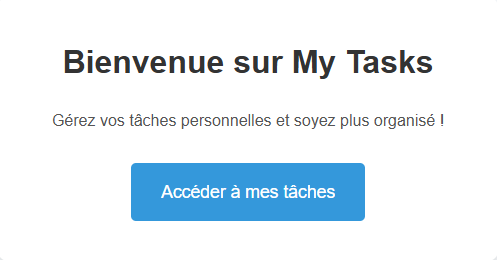 Bienvenue sur My Tasks
Gérez vos tâches personnelles et soyez plus organisé !
Accéder à mes tâches